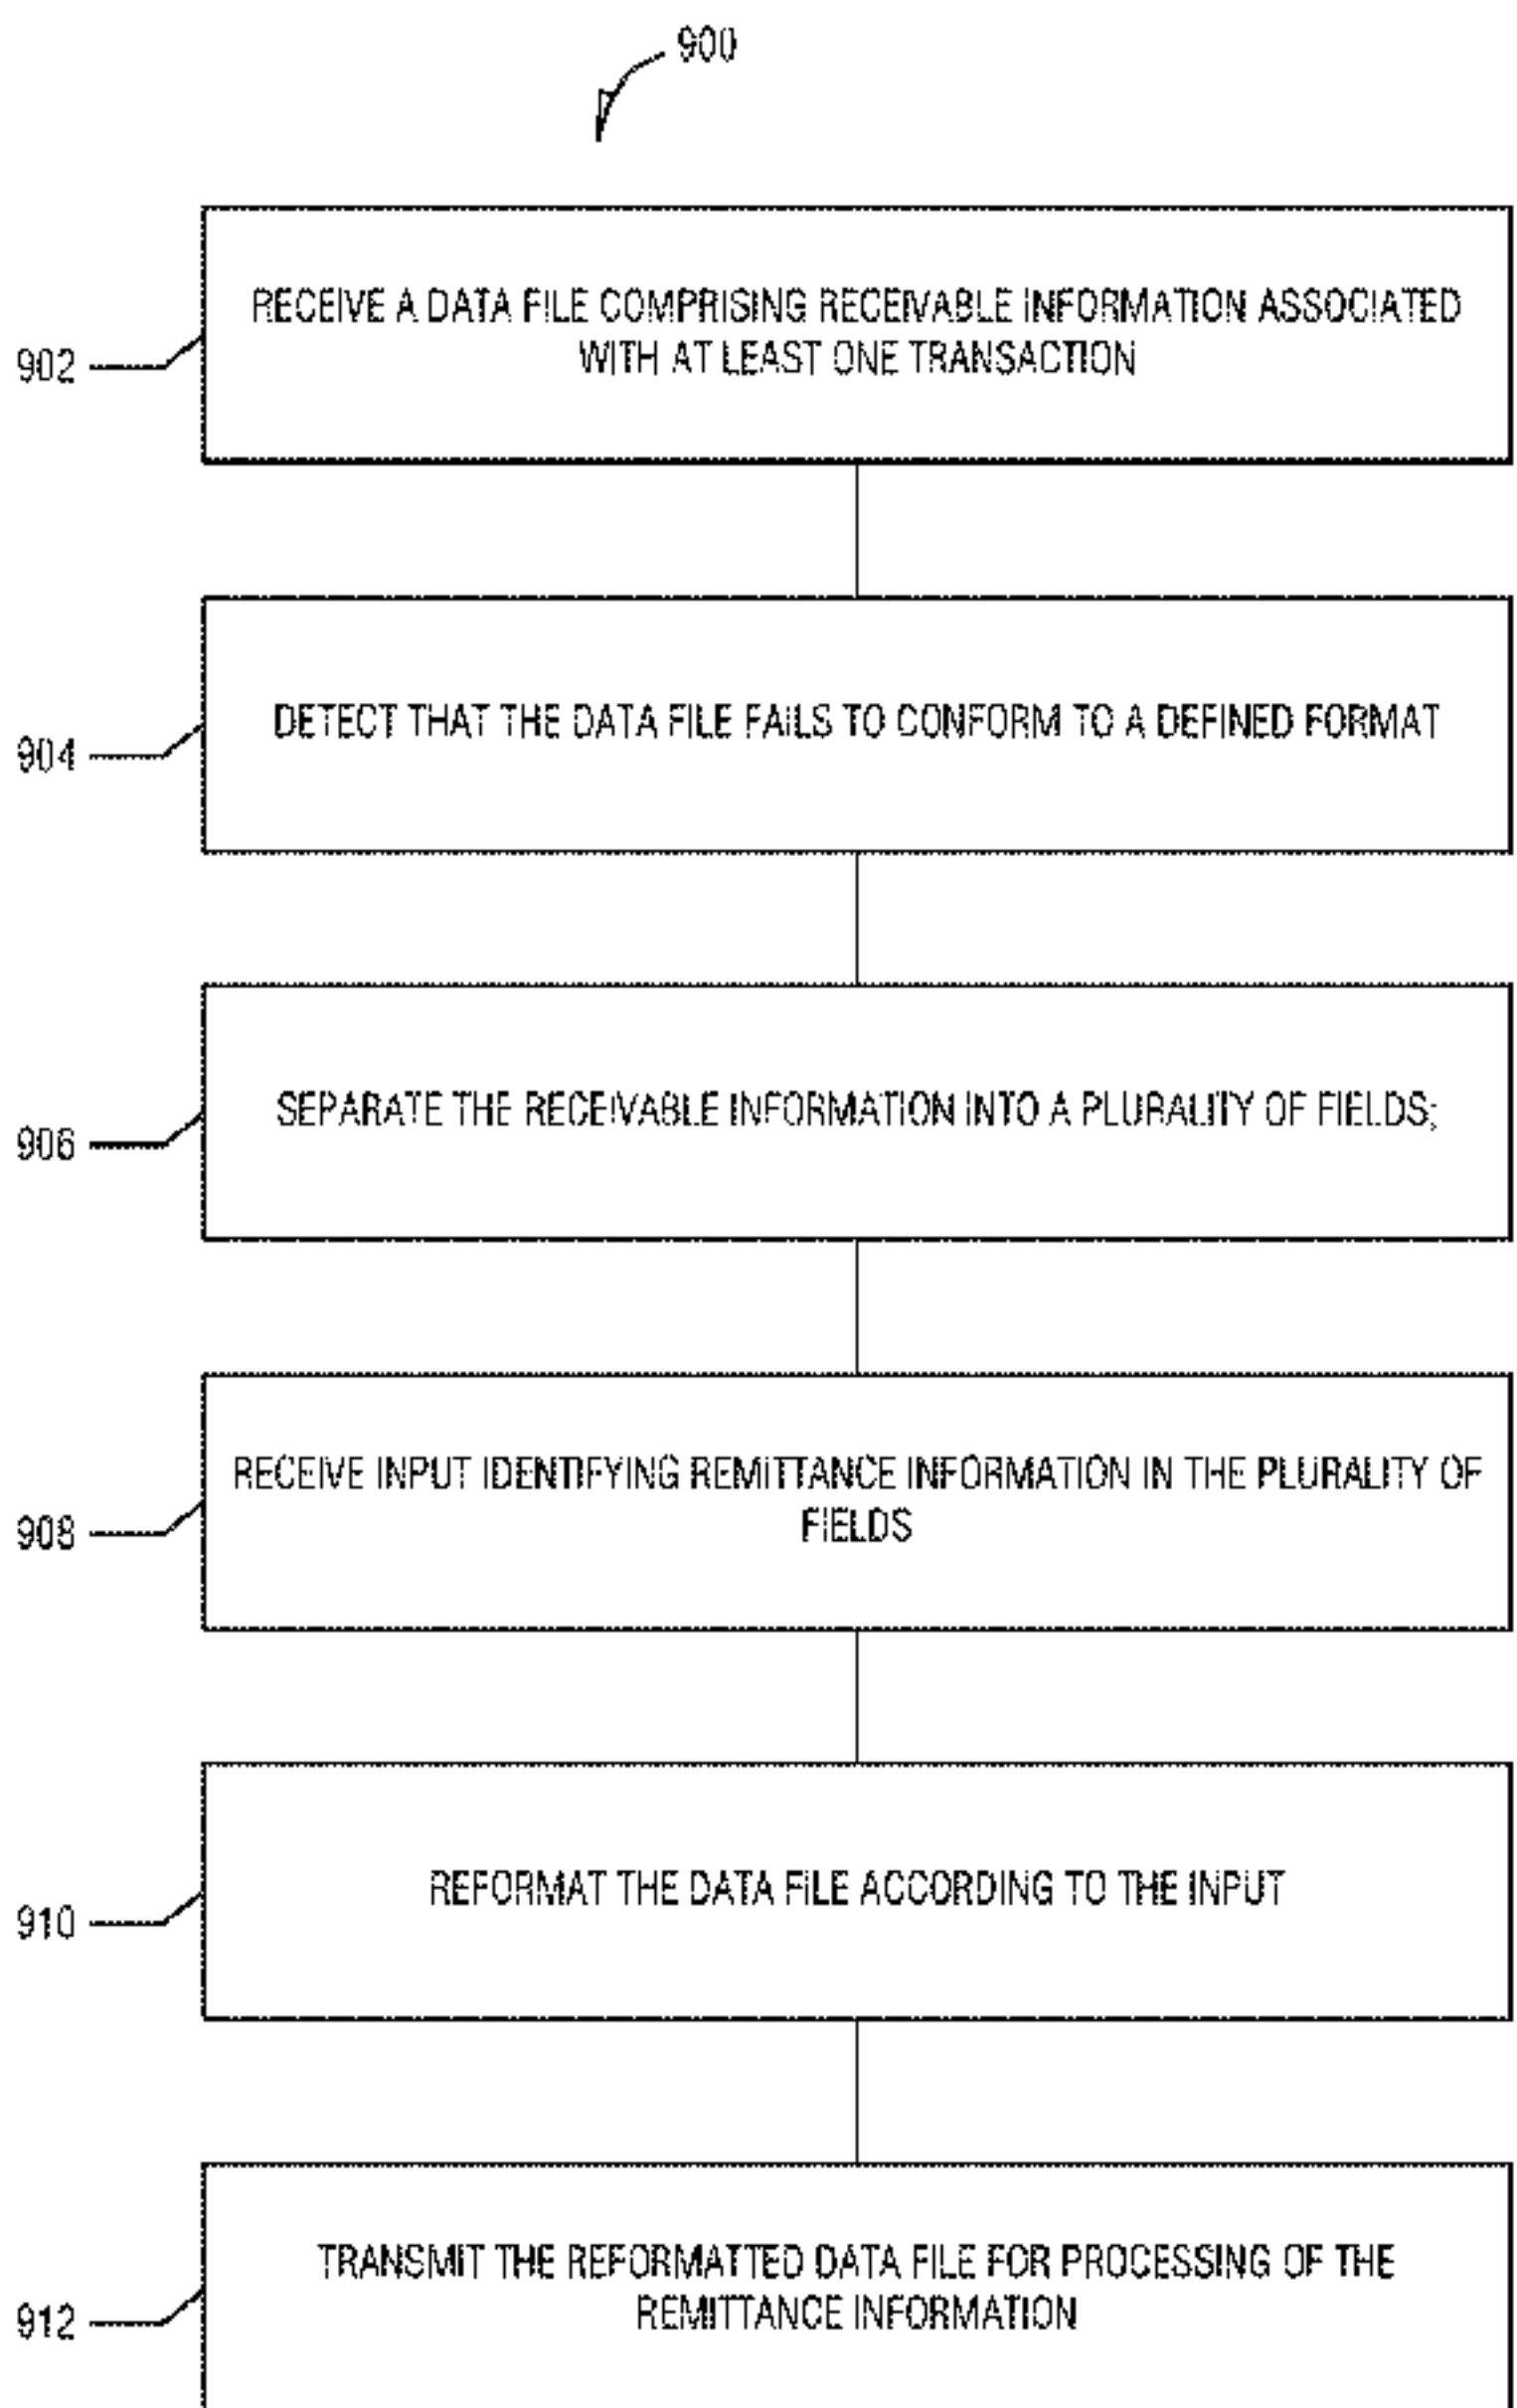 900
RECEIVE A DATA FILE COMPRISING RECEIVABLE INFORMATION ASSOCIATED
WITH AT LEAST ONE TRANSACTION
902
DETECT THAT THE DATA FILE FAILS TO CONFORM TO A DEFINED FORMAT
904
SEPARATE THE RECEIVABLE INFORMATION INTO A PLURALITY OF FIELDS;
906
RECEIVE INPUT IDENTIFYING REMITTANCE INFORMATION IN THE PLURALITY OF
FIELDS
908
REFORMAT THE DATA FILE ACCORDING TO THE INPUT
910
TRANSMIT THE REFORMATTED DATA FILE FOR PROCESSING OF THE
REMITTANCE INFORMATION
912